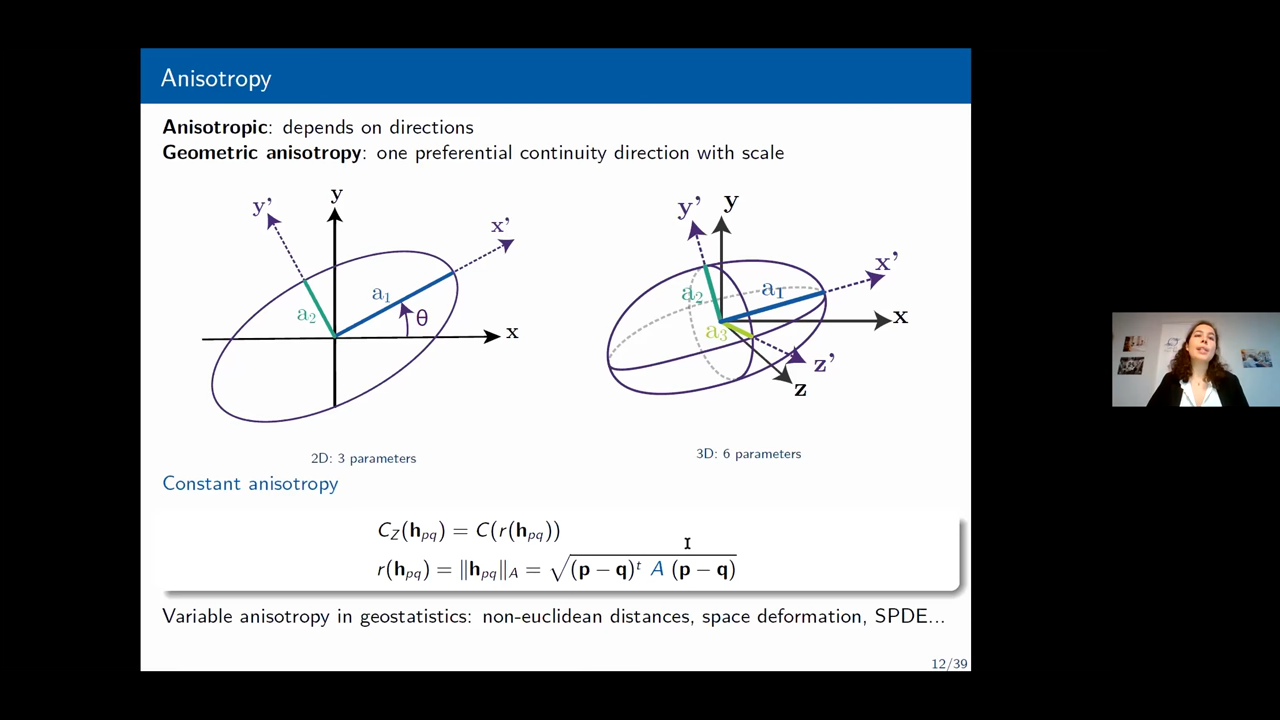 Anisotropy
Anisotropic: depends on directions
Geometric anisotropy: one preferential continuity direction with scale
y
y'
x'
a₁
a₂
θ
x
y'
y
x'
a₂
a₁
x
a₃
z'
z
2D: 3 parameters
3D: 6 parameters
Constant anisotropy
C_Z(h_pq) = C(r(h_pq))
r(h_pq) = ‖h_pq‖_A = √(p − q)^t A (p − q)
Variable anisotropy in geostatistics: non-euclidean distances, space deformation, SPDE...
12/39